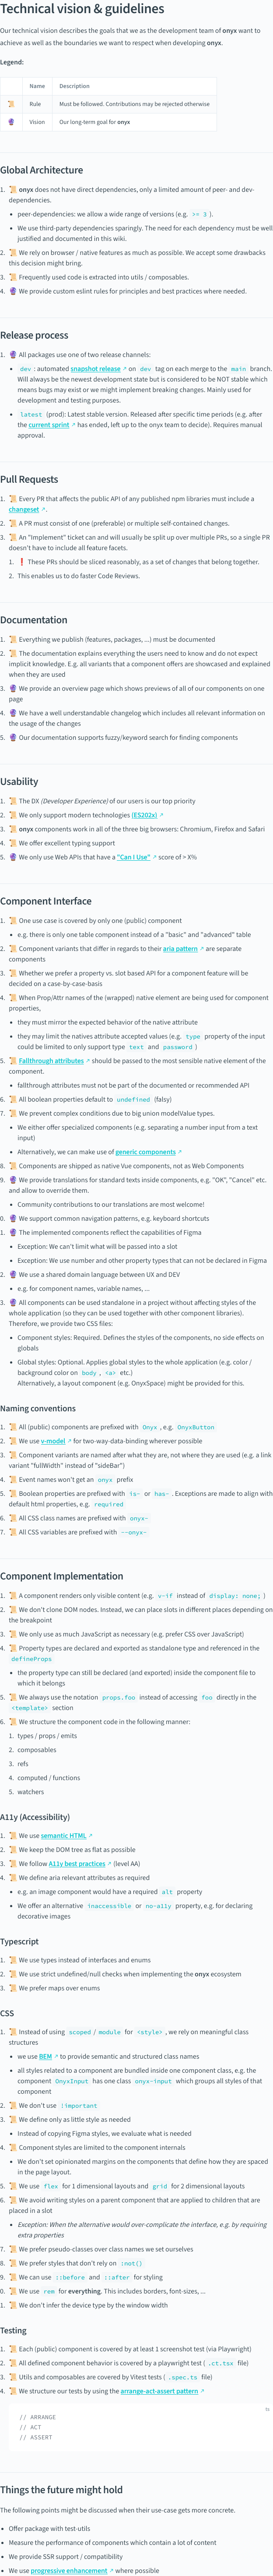 Technical vision & guidelines
Our technical vision describes the goals that we as the development team of onyx want to
achieve as well as the boundaries we want to respect when developing onyx.
Legend:
Name Description
📜 Rule Must be followed. Contributions may be rejected otherwise
🔮 Vision Our long-term goal for onyx
Global Architecture
1. 📜 onyx does not have direct dependencies, only a limited amount of peer- and dev-
dependencies.
• peer-dependencies: we allow a wide range of versions (e.g. >= 3 ).
• We use third-party dependencies sparingly. The need for each dependency must be well
justified and documented in this wiki.
2. 📜 We rely on browser / native features as much as possible. We accept some drawbacks
this decision might bring.
3. 📜 Frequently used code is extracted into utils / composables.
4. 🔮 We provide custom eslint rules for principles and best practices where needed.
Release process
1. 🔮 All packages use one of two release channels:
• dev : automated snapshot release ↗ on dev tag on each merge to the main branch.
Will always be the newest development state but is considered to be NOT stable which
means bugs may exist or we might implement breaking changes. Mainly used for
development and testing purposes.
• latest (prod): Latest stable version. Released after specific time periods (e.g. after
the current sprint ↗ has ended, left up to the onyx team to decide). Requires manual
approval.
Pull Requests
1. 📜 Every PR that affects the public API of any published npm libraries must include a
changeset ↗.
2. 📜 A PR must consist of one (preferable) or multiple self-contained changes.
3. 📜 An "Implement" ticket can and will usually be split up over multiple PRs, so a single PR
doesn't have to include all feature facets.
1. ❗ These PRs should be sliced reasonably, as a set of changes that belong together.
2. This enables us to do faster Code Reviews.
Documentation
1. 📜 Everything we publish (features, packages, ...) must be documented
2. 📜 The documentation explains everything the users need to know and do not expect
implicit knowledge. E.g. all variants that a component offers are showcased and explained
when they are used
3. 🔮 We provide an overview page which shows previews of all of our components on one
page
4. 🔮 We have a well understandable changelog which includes all relevant information on
the usage of the changes
5. 🔮 Our documentation supports fuzzy/keyword search for finding components
Usability
1. 📜 The DX (Developer Experience) of our users is our top priority
2. 📜 We only support modern technologies (ES202x) ↗
3. 📜 onyx components work in all of the three big browsers: Chromium, Firefox and Safari
4. 📜 We offer excellent typing support
5. 🔮 We only use Web APIs that have a "Can I Use" ↗ score of > X%
Component Interface
1. 📜 One use case is covered by only one (public) component
• e.g. there is only one table component instead of a "basic" and "advanced" table
2. 📜 Component variants that differ in regards to their aria pattern ↗ are separate
components
3. 📜 Whether we prefer a property vs. slot based API for a component feature will be
decided on a case-by-case-basis
4. 📜 When Prop/Attr names of the (wrapped) native element are being used for component
properties,
• they must mirror the expected behavior of the native attribute
• they may limit the natives attribute accepted values (e.g. type property of the input
could be limited to only support type text and password )
5. 📜 Fallthrough attributes ↗ should be passed to the most sensible native element of the
component.
• fallthrough attributes must not be part of the documented or recommended API
6. 📜 All boolean properties default to undefined (falsy)
7. 📜 We prevent complex conditions due to big union modelValue types.
• We either offer specialized components (e.g. separating a number input from a text
input)
• Alternatively, we can make use of generic components ↗
8. 📜 Components are shipped as native Vue components, not as Web Components
9. 🔮 We provide translations for bundled texts inside components, e.g. "OK", "Cancel" etc.
and allow to override them.
• Community contributions to our translations are most welcome!
0. 🔮 We support common navigation patterns, e.g. keyboard shortcuts
1. 🔮 The implemented components reflect the capabilities of Figma
• Exception: We can't limit what will be passed into a slot
• Exception: We use number and other property types that can not be declared in Figma
2. 🔮 We use a shared domain language between UX and DEV
• e.g. for component names, variable names, ...
3. 🔮 All components can be used standalone in a project without affecting styles of the
whole application (so they can be used together with other component libraries).
Therefore, we provide two CSS files:
• Component styles: Required. Defines the styles of the components, no side effects on
globals
• Global styles: Optional. Applies global styles to the whole application (e.g. color /
background color on body , <a> etc.)
Alternatively, a layout component (e.g. OnyxSpace) might be provided for this.
Naming conventions
1. 📜 All (public) components are prefixed with Onyx , e.g. OnyxButton
2. 📜 We use v-model ↗ for two-way-data-binding wherever possible
3. 📜 Component variants are named after what they are, not where they are used (e.g. a link
variant "fullWidth" instead of "sideBar")
4. 📜 Event names won't get an onyx prefix
5. 📜 Boolean properties are prefixed with is- or has- . Exceptions are made to align with
default html properties, e.g. required
6. 📜 All CSS class names are prefixed with onyx-
7. 📜 All CSS variables are prefixed with --onyx-
Component Implementation
1. 📜 A component renders only visible content (e.g. v-if instead of display: none; )
2. 📜 We don't clone DOM nodes. Instead, we can place slots in different places depending on
the breakpoint
3. 📜 We only use as much JavaScript as necessary (e.g. prefer CSS over JavaScript)
4. 📜 Property types are declared and exported as standalone type and referenced in the
defineProps
• the property type can still be declared (and exported) inside the component file to
which it belongs
5. 📜 We always use the notation props.foo instead of accessing foo directly in the
<template> section
6. 📜 We structure the component code in the following manner:
1. types / props / emits
2. composables
3. refs
4. computed / functions
5. watchers
A11y (Accessibility)
1. 📜 We use semantic HTML ↗
2. 📜 We keep the DOM tree as flat as possible
3. 📜 We follow A11y best practices ↗ (level AA)
4. 📜 We define aria relevant attributes as required
• e.g. an image component would have a required alt property
• We offer an alternative inaccessible or no-a11y property, e.g. for declaring
decorative images
Typescript
1. 📜 We use types instead of interfaces and enums
2. 📜 We use strict undefined/null checks when implementing the onyx ecosystem
3. 📜 We prefer maps over enums
CSS
1. 📜 Instead of using scoped / module for <style> , we rely on meaningful class
structures
• we use BEM ↗ to provide semantic and structured class names
• all styles related to a component are bundled inside one component class, e.g. the
component OnyxInput has one class onyx-input which groups all styles of that
component
2. 📜 We don't use !important
3. 📜 We define only as little style as needed
• Instead of copying Figma styles, we evaluate what is needed
4. 📜 Component styles are limited to the component internals
• We don't set opinionated margins on the components that define how they are spaced
in the page layout.
5. 📜 We use flex for 1 dimensional layouts and grid for 2 dimensional layouts
6. 📜 We avoid writing styles on a parent component that are applied to children that are
placed in a slot
• Exception: When the alternative would over-complicate the interface, e.g. by requiring
extra properties
7. 📜 We prefer pseudo-classes over class names we set ourselves
8. 📜 We prefer styles that don't rely on :not()
9. 📜 We can use ::before and ::after for styling
0. 📜 We use rem for everything. This includes borders, font-sizes, ...
1. 📜 We don't infer the device type by the window width
Testing
1. 📜 Each (public) component is covered by at least 1 screenshot test (via Playwright)
2. 📜 All defined component behavior is covered by a playwright test ( .ct.tsx file)
3. 📜 Utils and composables are covered by Vitest tests ( .spec.ts file)
4. 📜 We structure our tests by using the arrange-act-assert pattern ↗
ts
// ARRANGE
// ACT
// ASSERT
Things the future might hold
The following points might be discussed when their use-case gets more concrete.
• Offer package with test-utils
• Measure the performance of components which contain a lot of content
• We provide SSR support / compatibility
• We use progressive enhancement ↗ where possible